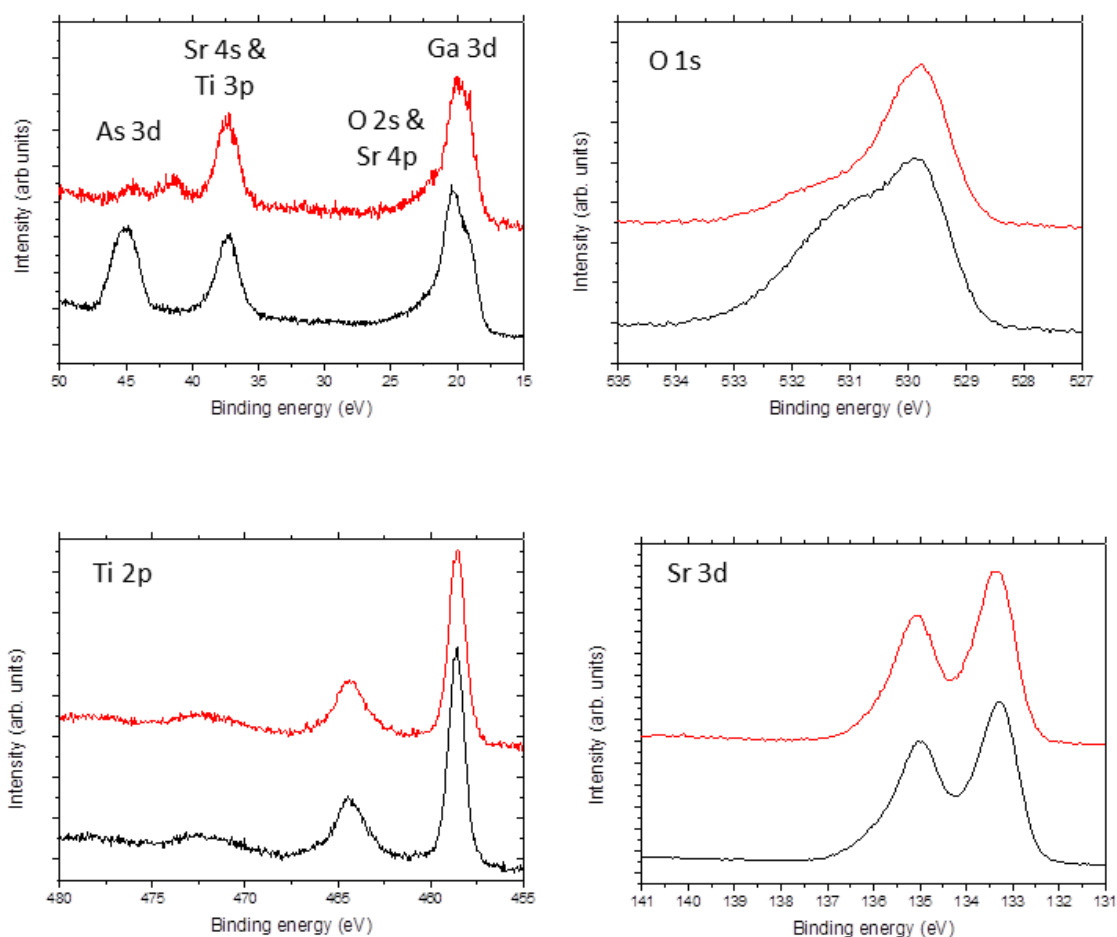 Sr 4s &
Ti 3p
Ga 3d
As 3d
O 2s &
Sr 4p
Intensity (arb units)
50 45 40 35 30 25 20 15
Binding energy (eV)
O 1s
Intensity (arb. units)
535 534 533 532 531 530 529 528 527
Binding energy (eV)
Ti 2p
Intensity (arb. units)
480 475 470 465 460 455
Binding energy (eV)
Sr 3d
Intensity (arb. units)
141 140 139 138 137 136 135 134 133 132 131
Binding energy (eV)